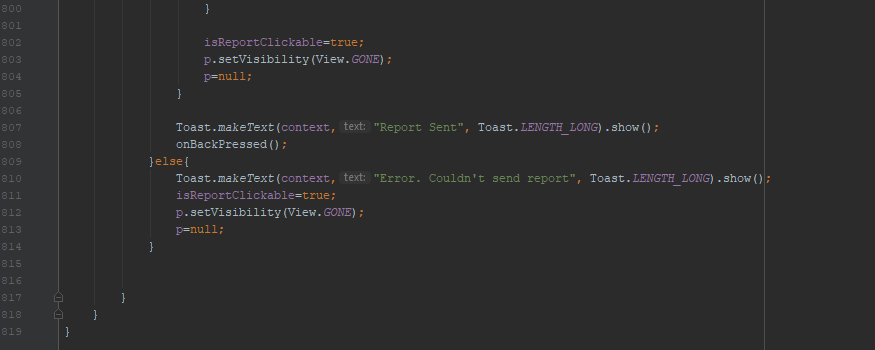 800 }
801
802 isReportClickable=true;
803 p.setVisibility(View.GONE);
804 p=null;
805 }
806
807 Toast.makeText(context, text: "Report Sent", Toast.LENGTH_LONG).show();
808 onBackPressed();
809 }else{
810 Toast.makeText(context, text: "Error. Couldn't send report", Toast.LENGTH_LONG).show();
811 isReportClickable=true;
812 p.setVisibility(View.GONE);
813 p=null;
814 }
815
816
817 }
818 }
819 }